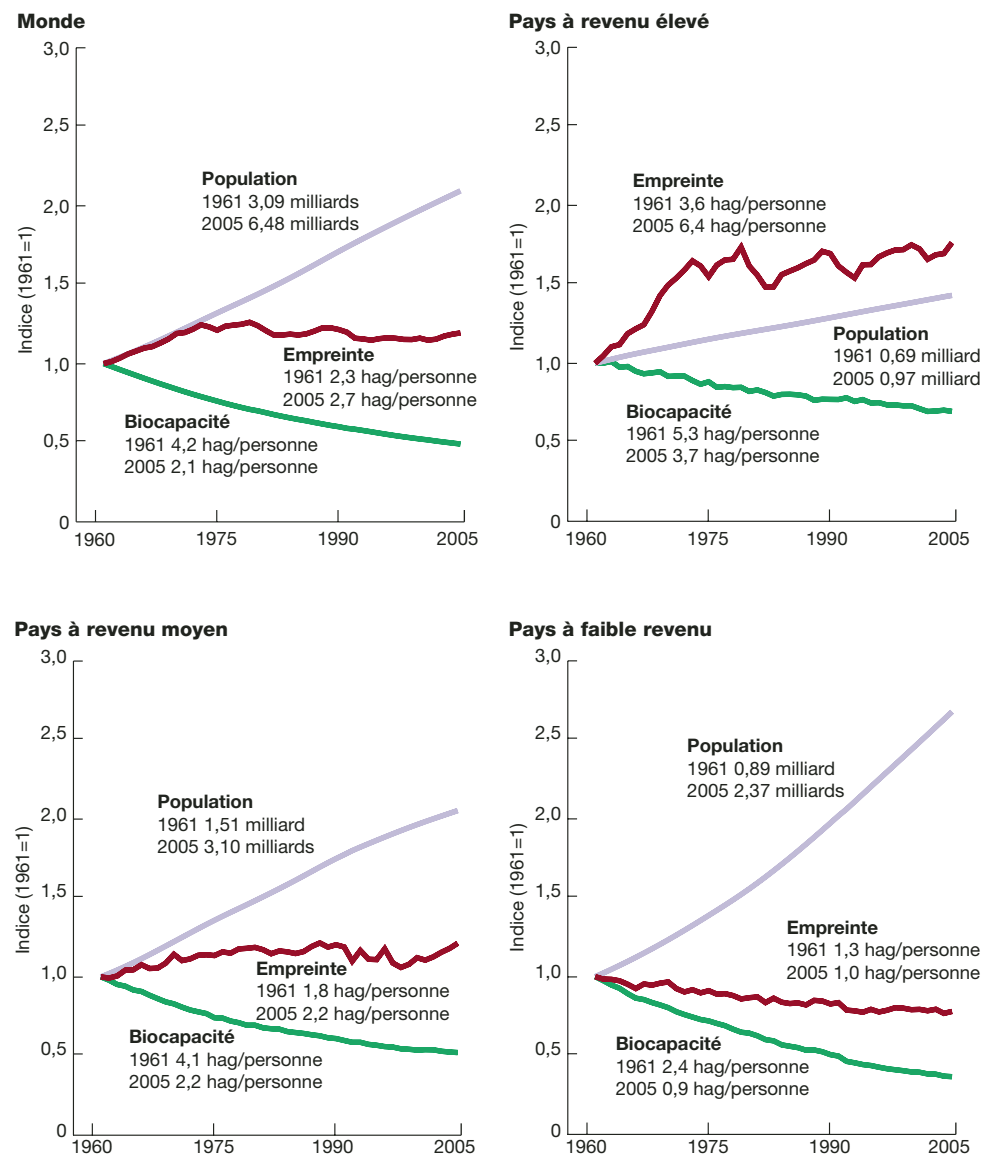 Monde
3,0
2,5
2,0
1,5
1,0
0,5
0
Indice (1961=1)
Population
1961 3,09 milliards
2005 6,48 milliards
Empreinte
1961 2,3 hag/personne
2005 2,7 hag/personne
Biocapacité
1961 4,2 hag/personne
2005 2,1 hag/personne
1960 1975 1990 2005
Pays à revenu élevé
3,0
2,5
2,0
1,5
1,0
0,5
0
Indice (1961=1)
Empreinte
1961 3,6 hag/personne
2005 6,4 hag/personne
Population
1961 0,69 milliard
2005 0,97 milliard
Biocapacité
1961 5,3 hag/personne
2005 3,7 hag/personne
1960 1975 1990 2005
Pays à revenu moyen
3,0
2,5
2,0
1,5
1,0
0,5
0
Indice (1961=1)
Population
1961 1,51 milliard
2005 3,10 milliards
Empreinte
1961 1,8 hag/personne
2005 2,2 hag/personne
Biocapacité
1961 4,1 hag/personne
2005 2,2 hag/personne
1960 1975 1990 2005
Pays à faible revenu
3,0
2,5
2,0
1,5
1,0
0,5
0
Indice (1961=1)
Population
1961 0,89 milliard
2005 2,37 milliards
Empreinte
1961 1,3 hag/personne
2005 1,0 hag/personne
Biocapacité
1961 2,4 hag/personne
2005 0,9 hag/personne
1960 1975 1990 2005